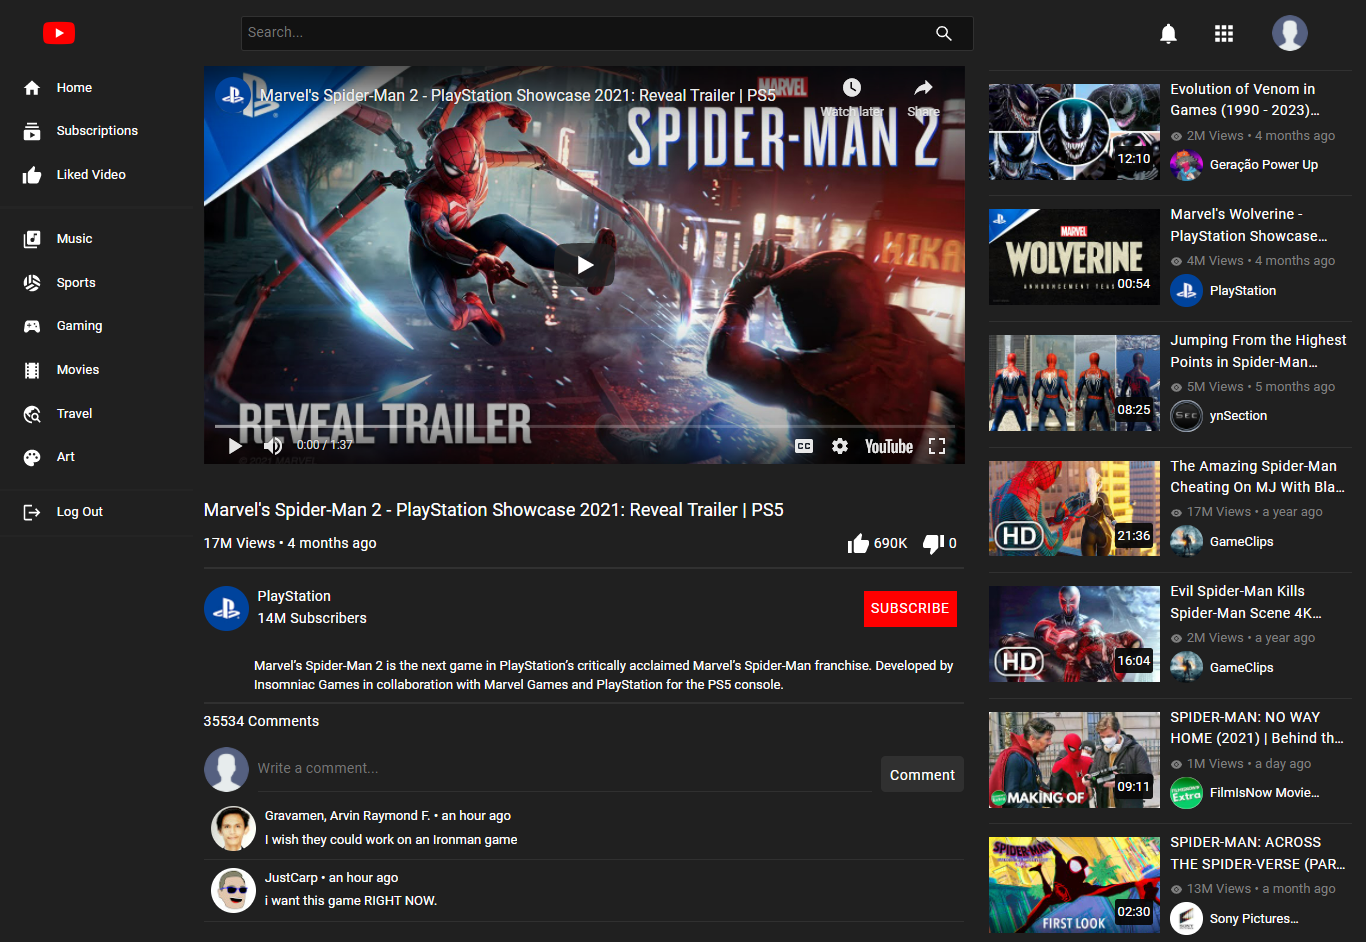 Search...
Home
Subscriptions
Liked Video
Music
Sports
Gaming
Movies
Travel
Art
Log Out
Marvel's Spider-Man 2 - PlayStation Showcase 2021: Reveal Trailer | PS5
Watch later
Share
MARVEL
SPIDER-MAN 2
REVEAL TRAILER
0:00 / 1:37
CC
YouTube
Marvel's Spider-Man 2 - PlayStation Showcase 2021: Reveal Trailer | PS5
17M Views • 4 months ago
690K
0
PlayStation
14M Subscribers
SUBSCRIBE
Marvel’s Spider-Man 2 is the next game in PlayStation’s critically acclaimed Marvel’s Spider-Man franchise. Developed by
Insomniac Games in collaboration with Marvel Games and PlayStation for the PS5 console.
35534 Comments
Write a comment...
Comment
Gravamen, Arvin Raymond F. • an hour ago
I wish they could work on an Ironman game
JustCarp • an hour ago
i want this game RIGHT NOW.
12:10
Evolution of Venom in
Games (1990 - 2023)...
2M Views • 4 months ago
Geração Power Up
MARVEL
WOLVERINE
00:54
Marvel's Wolverine -
PlayStation Showcase...
4M Views • 4 months ago
PlayStation
08:25
Jumping From the Highest
Points in Spider-Man...
5M Views • 5 months ago
SEC
ynSection
HD
21:36
The Amazing Spider-Man
Cheating On MJ With Bla...
17M Views • a year ago
GameClips
HD
16:04
Evil Spider-Man Kills
Spider-Man Scene 4K...
2M Views • a year ago
GameClips
Extra
MAKING OF
09:11
SPIDER-MAN: NO WAY
HOME (2021) | Behind th...
1M Views • a day ago
Extra
FilmIsNow Movie...
SPIDER-MAN
FIRST LOOK
02:30
SPIDER-MAN: ACROSS
THE SPIDER-VERSE (PAR...
13M Views • a month ago
Sony Pictures...